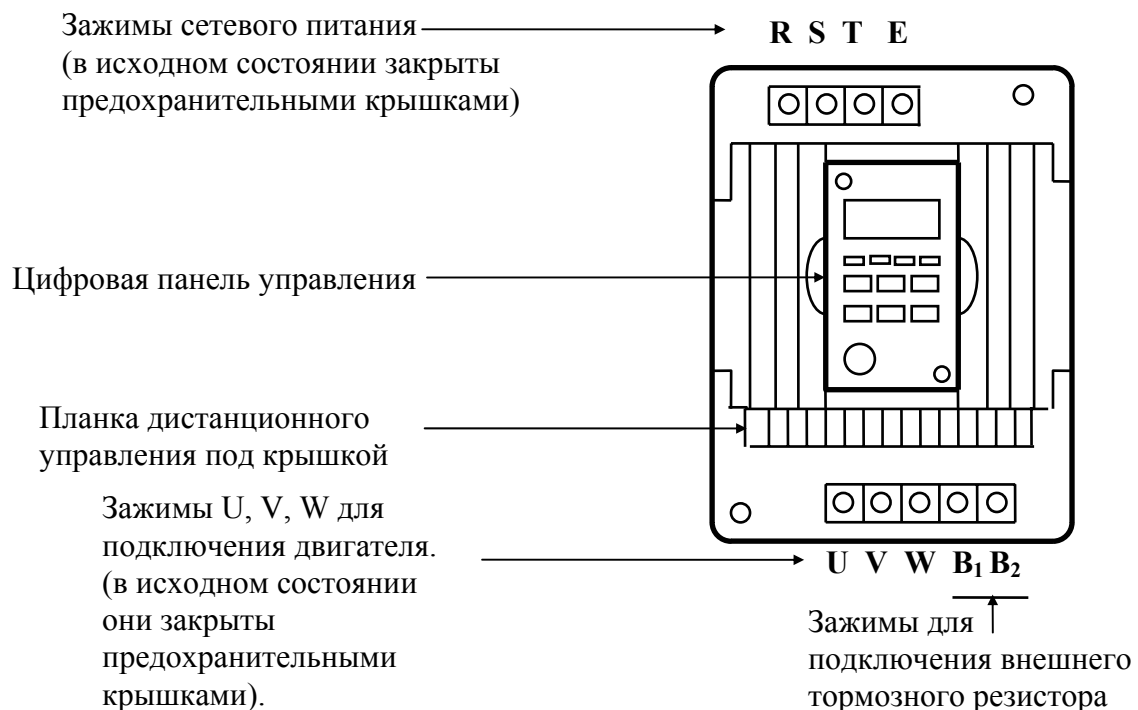 Зажимы сетевого питания
(в исходном состоянии закрыты
предохранительными крышками)
R S T E
Цифровая панель управления
Планка дистанционного
управления под крышкой
Зажимы U, V, W для
подключения двигателя.
(в исходном состоянии
они закрыты
предохранительными
крышками).
U V W B₁ B₂
Зажимы для
подключения внешнего
тормозного резистора